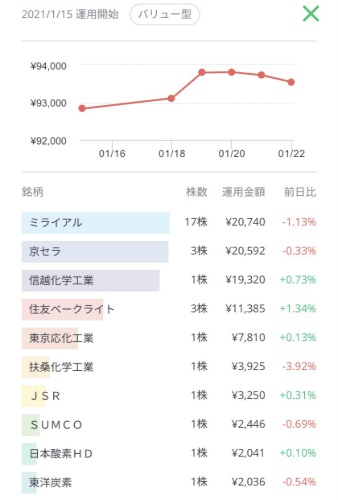 2021/1/15 運用開始 バリュー型
¥94,000
¥93,000
¥92,000
01/16 01/18 01/20 01/22
銘柄 株数 運用金額 前日比
ミライアル 17株 ¥20,740 -1.13%
京セラ 3株 ¥20,592 -0.33%
信越化学工業 1株 ¥19,320 +0.73%
住友ベークライト 3株 ¥11,385 +1.34%
東京応化工業 1株 ¥7,810 +0.13%
扶桑化学工業 1株 ¥3,925 -3.92%
ＪＳＲ 1株 ¥3,250 +0.31%
ＳＵＭＣＯ 1株 ¥2,446 -0.69%
日本酸素ＨＤ 1株 ¥2,041 +0.10%
東洋炭素 1株 ¥2,036 -0.54%